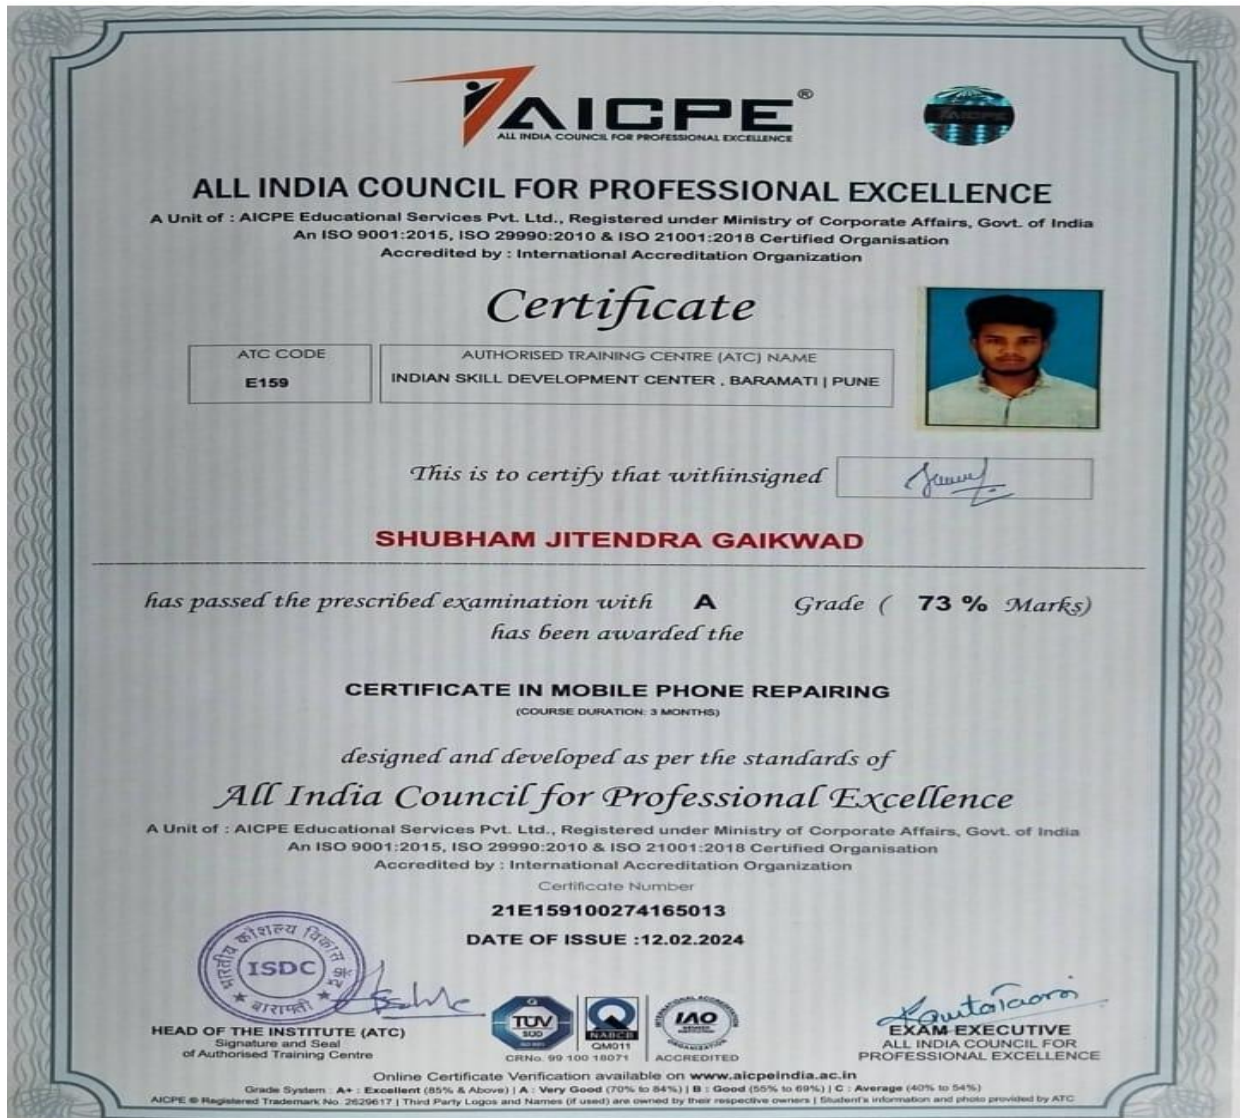 AICPE®
ALL INDIA COUNCIL FOR PROFESSIONAL EXCELLENCE
AICPE
ALL INDIA COUNCIL FOR PROFESSIONAL EXCELLENCE
A Unit of : AICPE Educational Services Pvt. Ltd., Registered under Ministry of Corporate Affairs, Govt. of India
An ISO 9001:2015, ISO 29990:2010 & ISO 21001:2018 Certified Organisation
Accredited by : International Accreditation Organization
Certificate
ATC CODE
E159
AUTHORISED TRAINING CENTRE (ATC) NAME
INDIAN SKILL DEVELOPMENT CENTER , BARAMATI | PUNE
This is to certify that withinsigned
SHUBHAM JITENDRA GAIKWAD
has passed the prescribed examination with A Grade ( 73 % Marks)
has been awarded the
CERTIFICATE IN MOBILE PHONE REPAIRING
(COURSE DURATION: 3 MONTHS)
designed and developed as per the standards of
All India Council for Professional Excellence
A Unit of : AICPE Educational Services Pvt. Ltd., Registered under Ministry of Corporate Affairs, Govt. of India
An ISO 9001:2015, ISO 29990:2010 & ISO 21001:2018 Certified Organisation
Accredited by : International Accreditation Organization
Certificate Number
21E159100274165013
DATE OF ISSUE :12.02.2024
भारतीय कौशल्य विकास केंद्र
ISDC
★ बारामती ★
HEAD OF THE INSTITUTE (ATC)
Signature and Seal
of Authorised Training Centre
TUV
SUD
CRNo. 99 100 18071
NABCB
QM011
INTERNATIONAL ACCREDITATION
IAO
ORGANIZATION
ACCREDITED
EXAM EXECUTIVE
ALL INDIA COUNCIL FOR
PROFESSIONAL EXCELLENCE
Online Certificate Verification available on www.aicpeindia.ac.in
Grade System : A+ : Excellent (85% & Above) | A : Very Good (70% to 84%) | B : Good (55% to 69%) | C : Average (40% to 54%)
AICPE ® Registered Trademark No. 2629617 | Third Party Logos and Names (if used) are owned by their respective owners | Student's information and photo provided by ATC